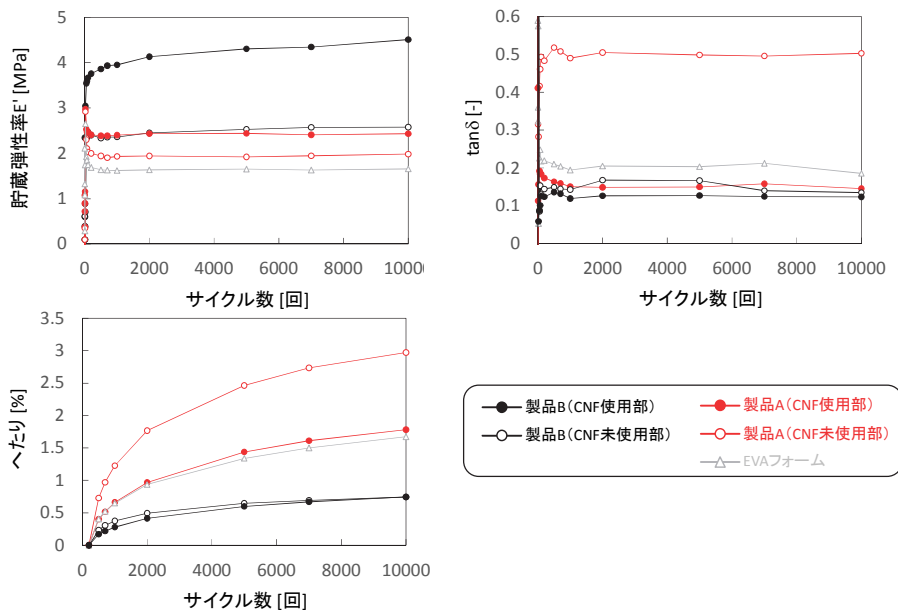 5
4
3
2
1
0
貯蔵弾性率E' [MPa]
0 2000 4000 6000 8000 10000
サイクル数 [回]
0.6
0.5
0.4
0.3
0.2
0.1
0
tanδ [-]
0 2000 4000 6000 8000 10000
サイクル数 [回]
3.5
3
2.5
2
1.5
1
0.5
0
へたり [%]
0 2000 4000 6000 8000 10000
サイクル数 [回]
製品B(CNF使用部)
製品A(CNF使用部)
製品B(CNF未使用部)
製品A(CNF未使用部)
EVAフォーム